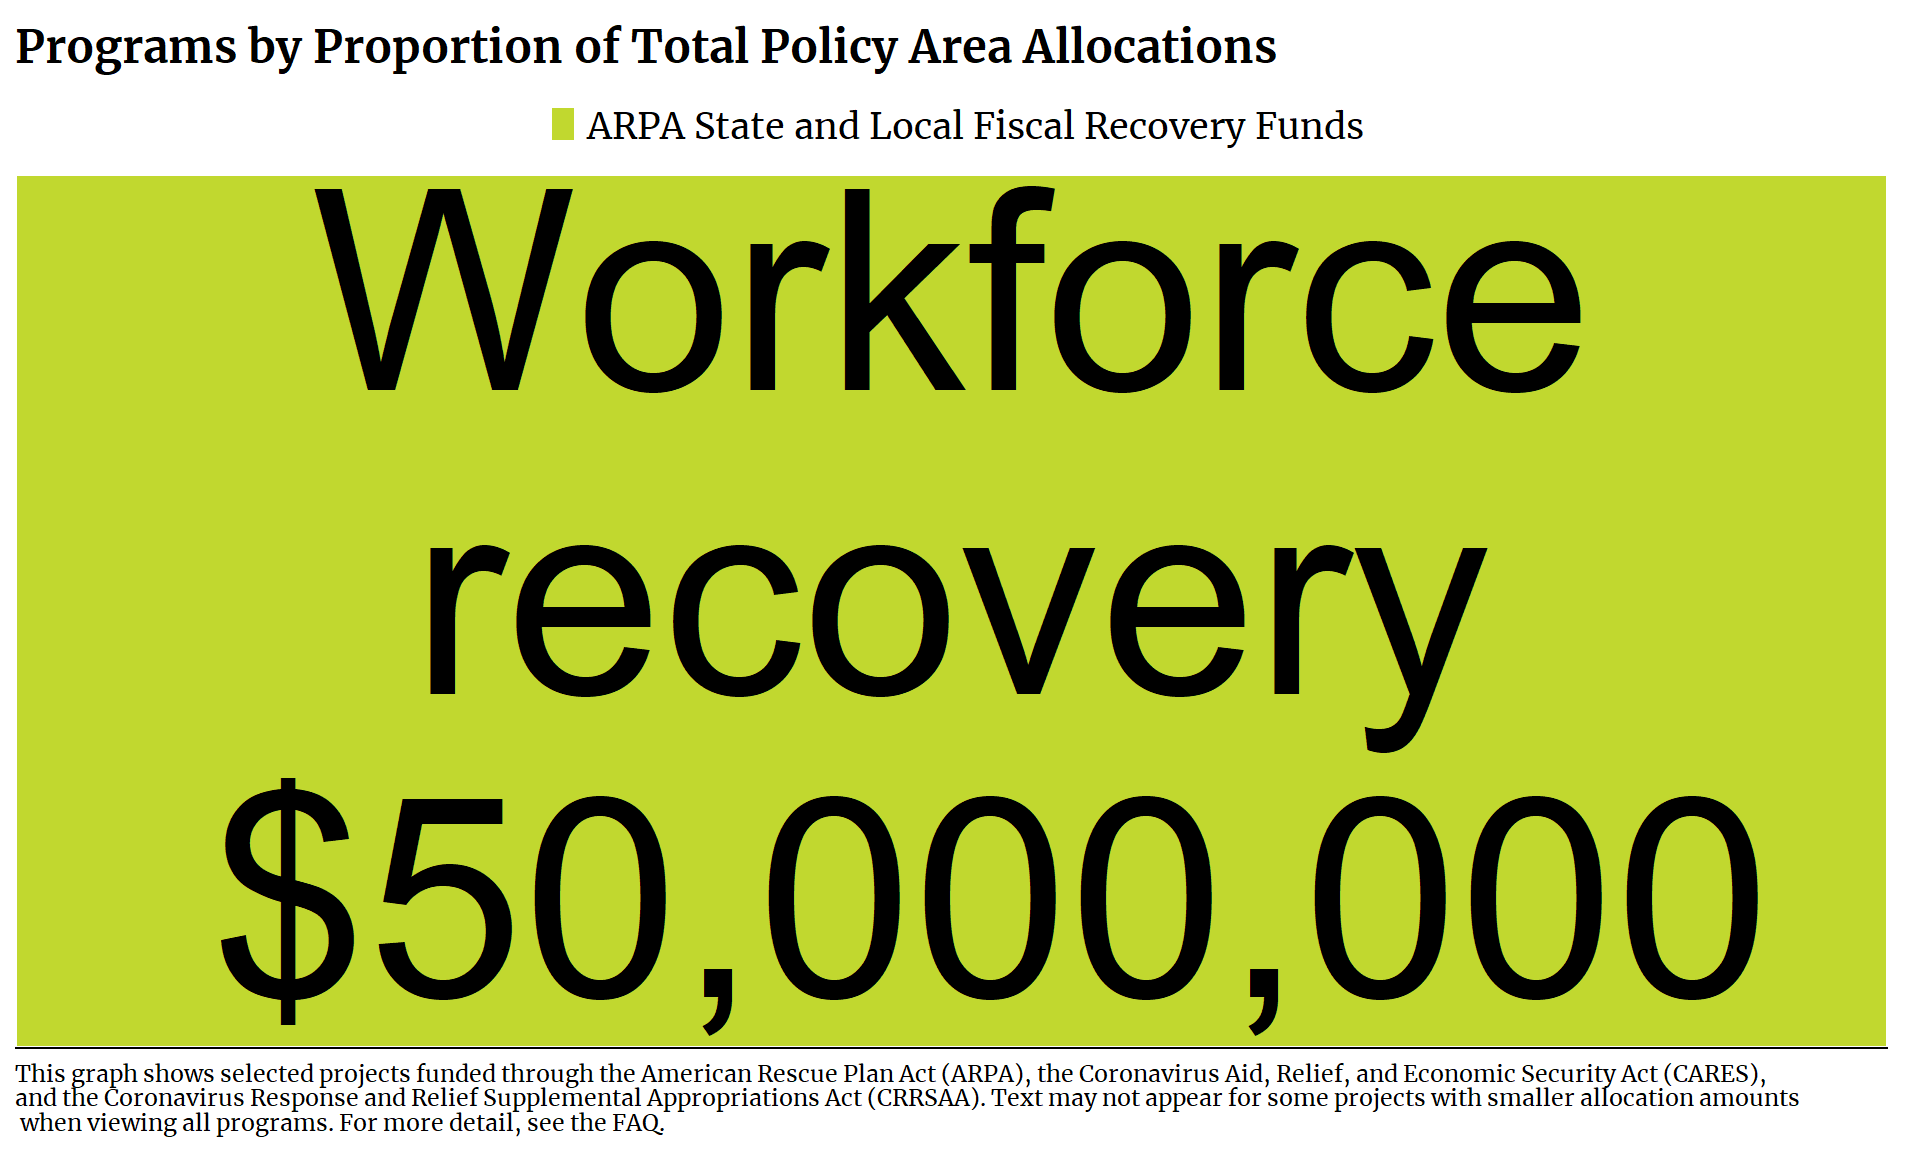 Programs by Proportion of Total Policy Area Allocations
ARPA State and Local Fiscal Recovery Funds
Workforce
recovery
$50,000,000
This graph shows selected projects funded through the American Rescue Plan Act (ARPA), the Coronavirus Aid, Relief, and Economic Security Act (CARES),
and the Coronavirus Response and Relief Supplemental Appropriations Act (CRRSAA). Text may not appear for some projects with smaller allocation amounts
when viewing all programs. For more detail, see the FAQ.